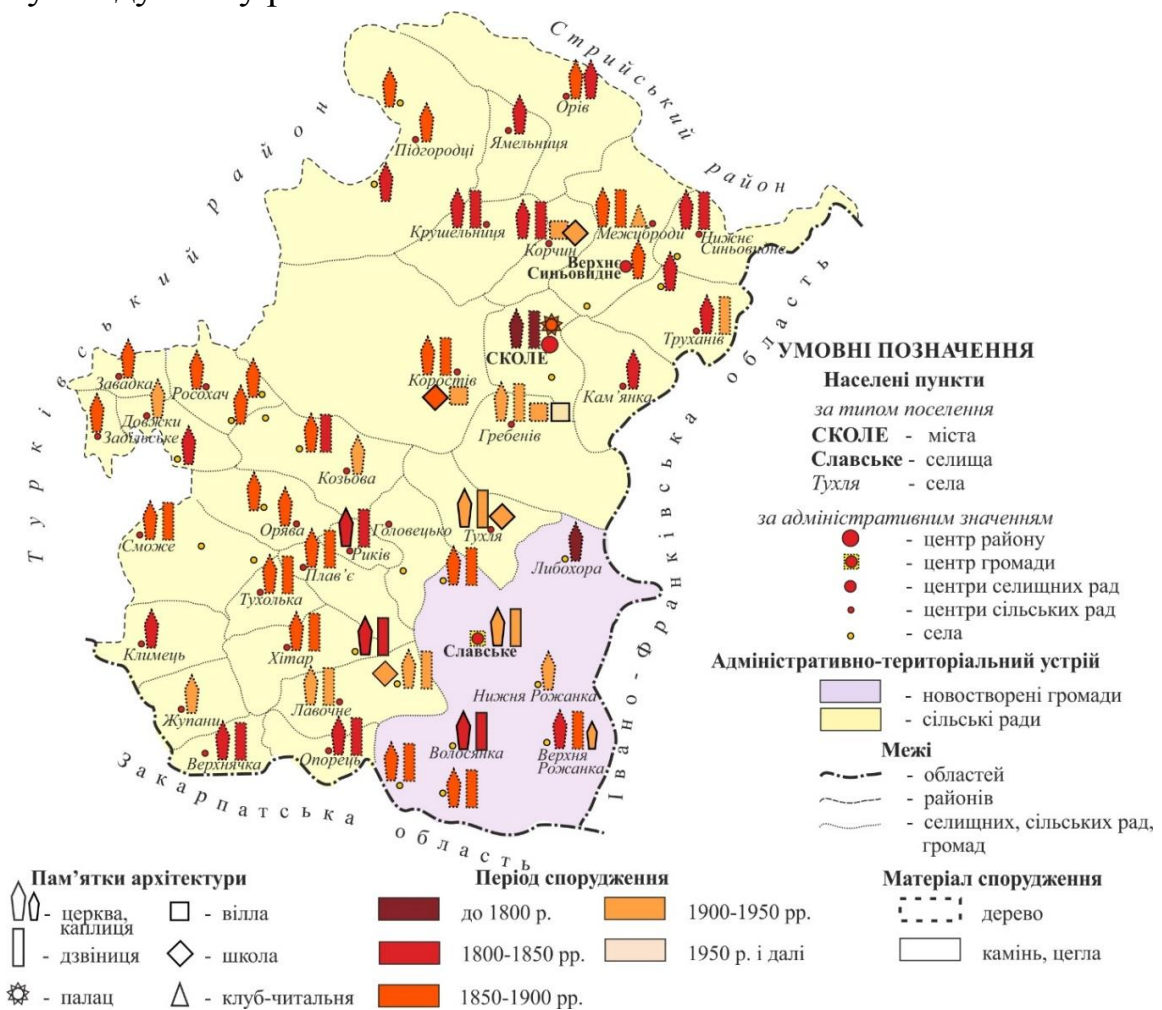 Стрийський район
Орів
Ямельниця
Підгородці
Турківський район
Крушельниця
Корчин
Межиброди
Нижнє
Синьовидне
Верхнє
Синьовидне
Труханів
СКОЛЕ
Коростів
Кам’янка
Гребенів
Завадка
Росохач
Довжки
Задільське
Козьова
Орява
Головецько
Тухля
Сможе
Риків
Плав’є
Тухолька
Либохора
Климець
Хітар
Славське
Нижня Рожанка
Жупани
Лавочне
Верхнячка
Опорець
Волосянка
Верхня
Рожанка
Закарпатська область
Івано-Франківська область
УМОВНІ ПОЗНАЧЕННЯ
Населені пункти
за типом поселення
СКОЛЕ - міста
Славське - селища
Тухля - села
за адміністративним значенням
- центр району
- центр громади
- центри селищних рад
- центри сільських рад
- села
Адміністративно-територіальний устрій
- новостворені громади
- сільські ради
Межі
- областей
- районів
- селищних, сільських рад,
громад
Пам’ятки архітектури
- церква,
каплиця
- дзвіниця
- палац
- вілла
- школа
- клуб-читальня
Період спорудження
до 1800 р.
1800-1850 рр.
1850-1900 рр.
1900-1950 рр.
1950 р. і далі
Матеріал спорудження
дерево
камінь, цегла